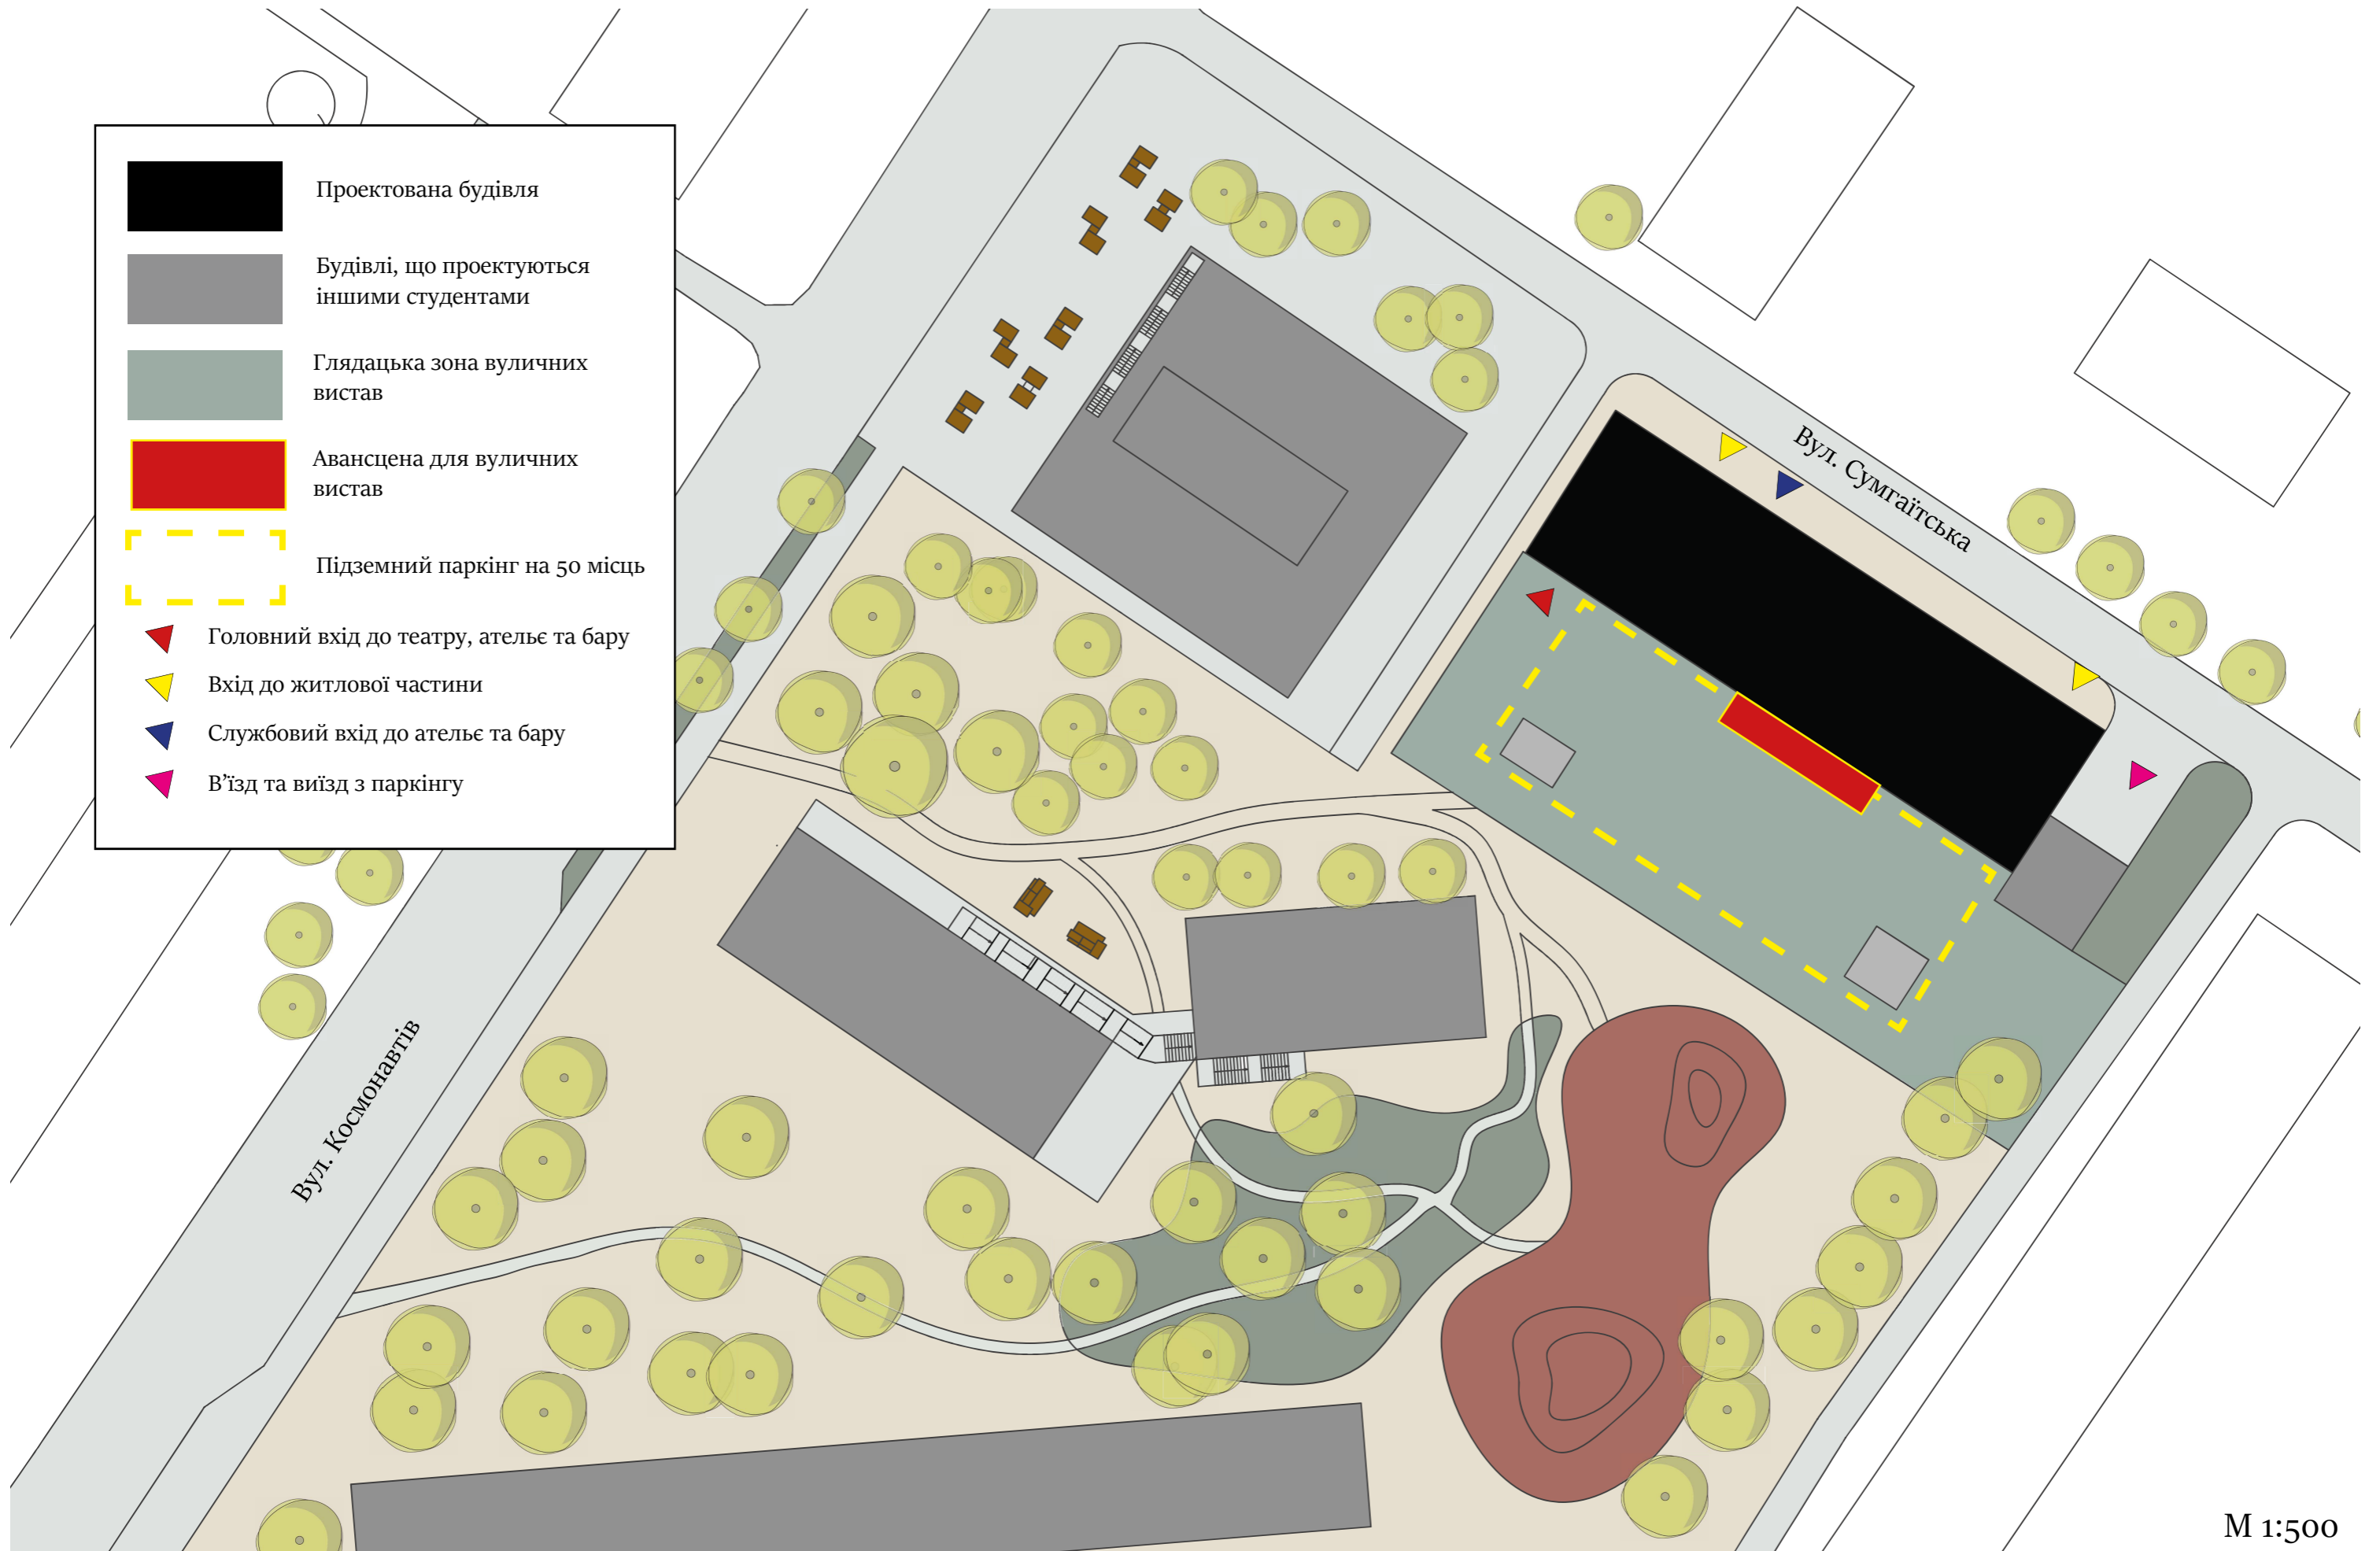 Проектована будівля
Будівлі, що проектуються
іншими студентами
Глядацька зона вуличних
вистав
Авансцена для вуличних
вистав
Підземний паркінг на 50 місць
Головний вхід до театру, ательє та бару
Вхід до житлової частини
Службовий вхід до ательє та бару
В’їзд та виїзд з паркінгу
Вул. Сумгаїтська
Вул. Космонавтів
М 1:500